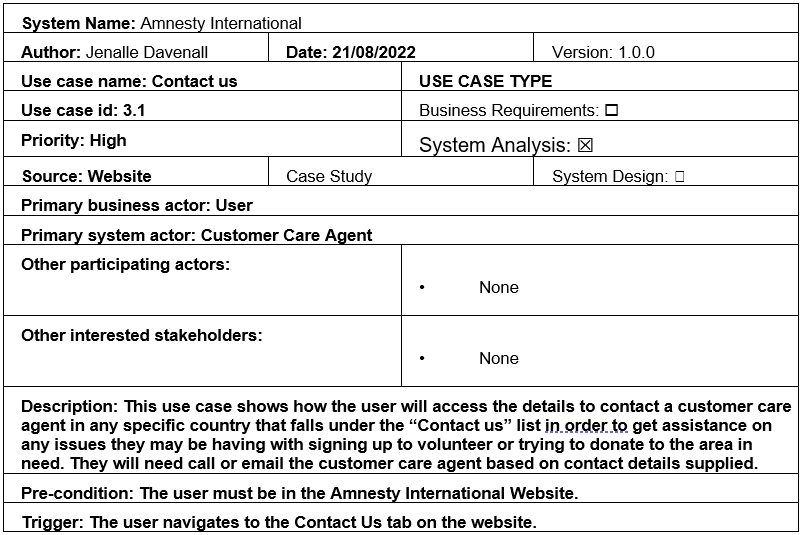 System Name: Amnesty International
Author: Jenalle Davenall Date: 21/08/2022 Version: 1.0.0
Use case name: Contact us USE CASE TYPE
Use case id: 3.1 Business Requirements: ☐
Priority: High System Analysis: ☒
Source: Website Case Study System Design: ☐
Primary business actor: User
Primary system actor: Customer Care Agent
Other participating actors:
• None
Other interested stakeholders:
• None
Description: This use case shows how the user will access the details to contact a customer care
agent in any specific country that falls under the “Contact us” list in order to get assistance on
any issues they may be having with signing up to volunteer or trying to donate to the area in
need. They will need call or email the customer care agent based on contact details supplied.
Pre-condition: The user must be in the Amnesty International Website.
Trigger: The user navigates to the Contact Us tab on the website.